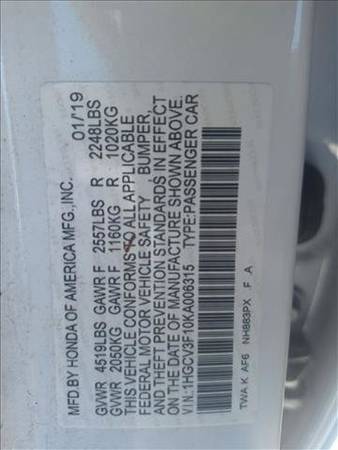 MFD.BY HONDA OF AMERICA MFG.,INC. 01/19
GVWR 4519LBS GAWR F 2557LBS R 2248LBS
GVWR 2050KG GAWR F 1160KG R 1020KG
THIS VEHICLE CONFORMS TO ALL APPLICABLE
FEDERAL MOTOR VEHICLE SAFETY , BUMPER,
AND THEFT PREVENTION STANDARDS IN EFFECT
ON THE DATE OF MANUFACTURE SHOWN ABOVE.
V.I.N.:1HGCV3F10KA006315 TYPE:PASSENGER CAR
TWA K AF6 NH883PX F A